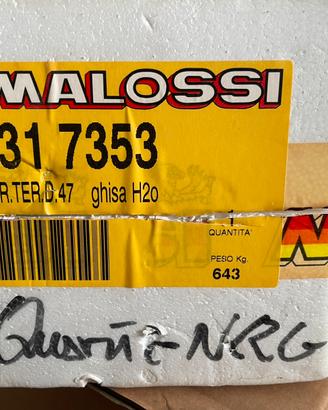 MALOSSI
31 7353
R.TER.D.47 ghisa H2o
1
QUANTITA'
PESO Kg.
643
Quartz-NRG